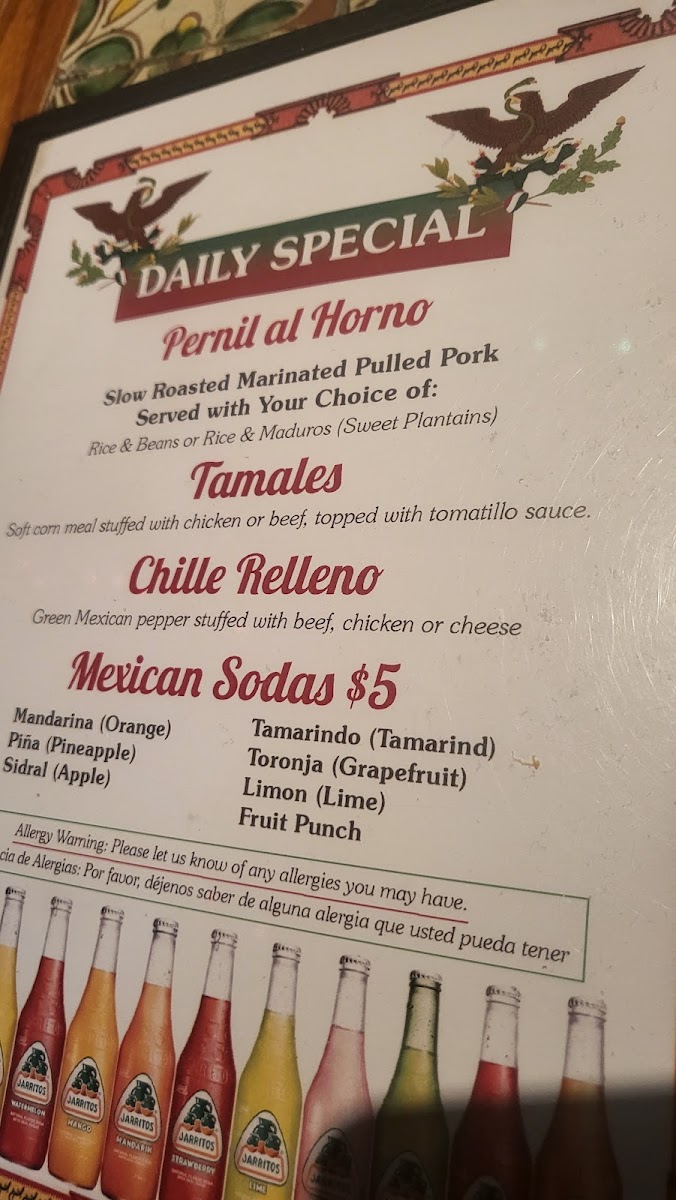 DAILY SPECIAL
Pernil al Horno
Slow Roasted Marinated Pulled Pork
Served with Your Choice of:
Rice & Beans or Rice & Maduros (Sweet Plantains)
Tamales
Soft corn meal stuffed with chicken or beef, topped with tomatillo sauce.
Chille Relleno
Green Mexican pepper stuffed with beef, chicken or cheese
Mexican Sodas $5
Mandarina (Orange)
Piña (Pineapple)
Sidral (Apple)
Tamarindo (Tamarind)
Toronja (Grapefruit)
Limon (Lime)
Fruit Punch
Allergy Warning: Please let us know of any allergies you may have.
cia de Alergias: Por favor, déjenos saber de alguna alergia que usted pueda tener
JARRITOS
WATERMELON
JARRITOS
MANGO
JARRITOS
MANDARIN
JARRITOS
STRAWBERRY
JARRITOS
LIME
JARRITOS